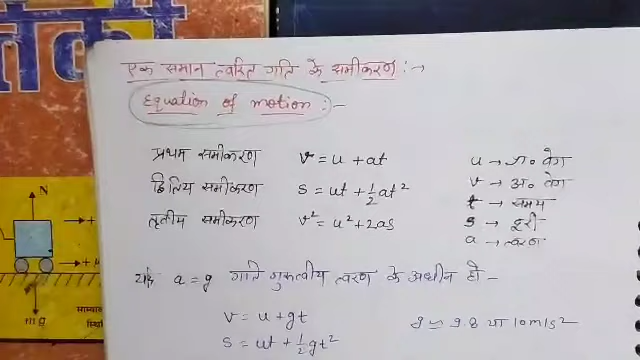 एक समान त्वरित गति के समीकरण :→
Equation of motion :-
प्रथम समीकरण v = u + at u → प्रा० वेग
द्वितिय समीकरण s = ut + 1/2 at² v → अ० वेग
t → समय
तृतीय समीकरण v² = u² + 2as s → दूरी
a → त्वरण
यदि a = g गति गुरुत्वीय त्वरण के अधीन हो -
v = u + gt g ≃ 9.8 या 10 m/s²
s = ut + 1/2 gt²
N
mg